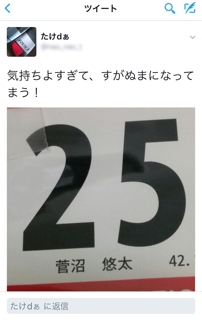 ツイート
たけdぁ
気持ちよすぎて、すがぬまになって
まう！
25
菅沼 悠太 42.
たけdぁ に返信